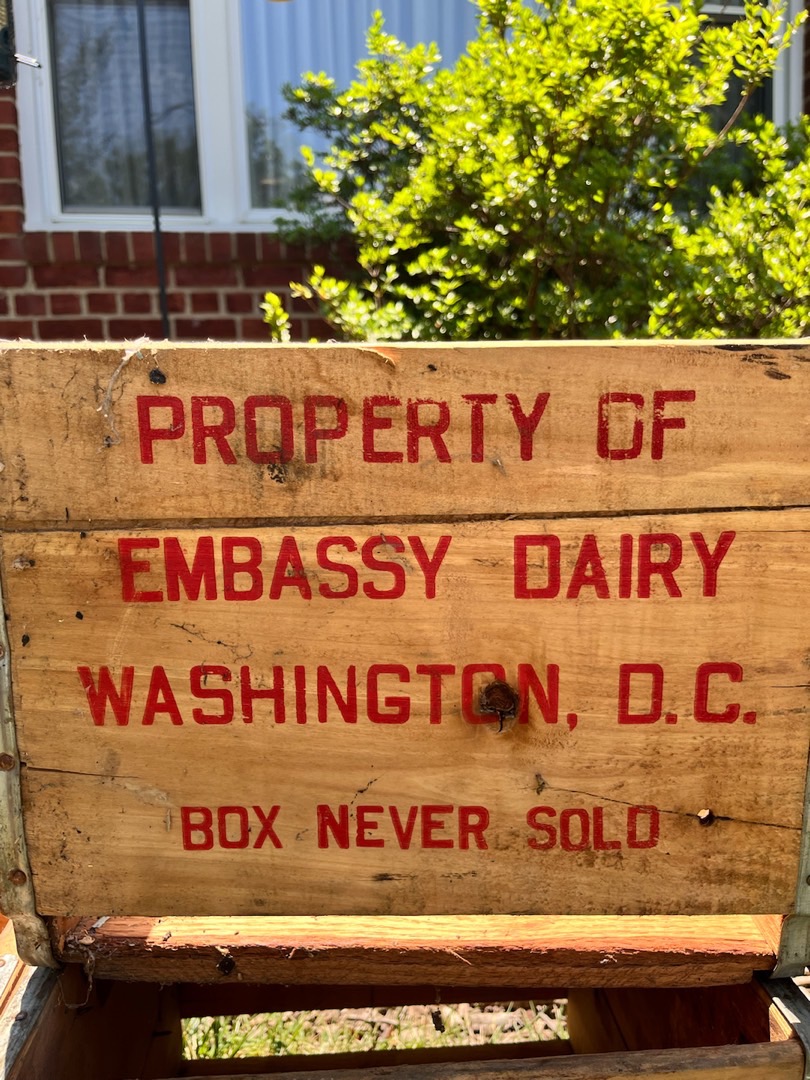 PROPERTY OF
EMBASSY DAIRY
WASHINGTON, D.C.
BOX NEVER SOLD